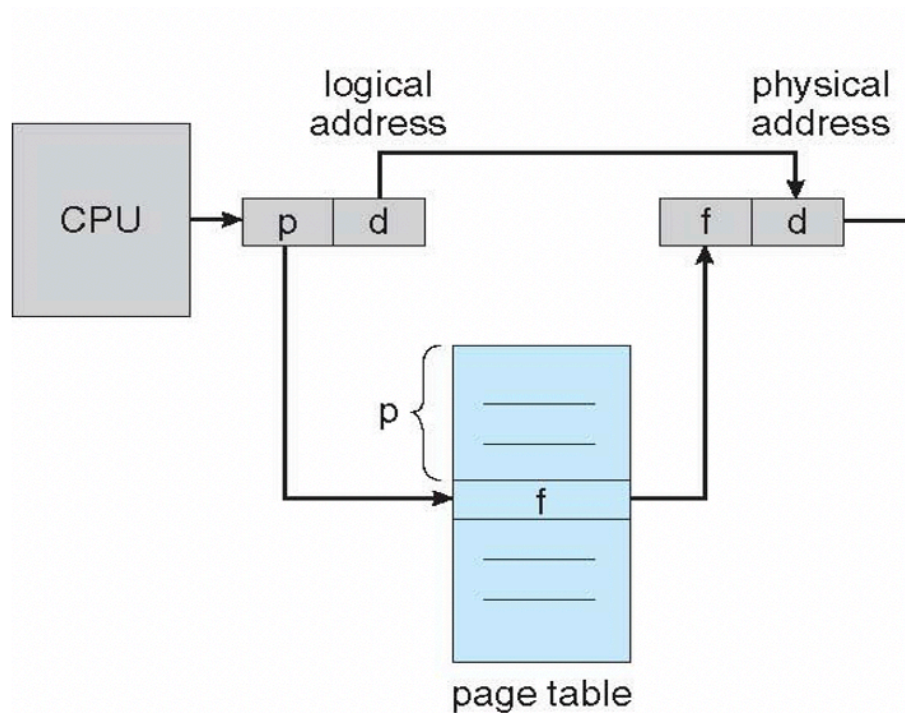 logical
address
physical
address
CPU
p
d
f
d
p
f
page table